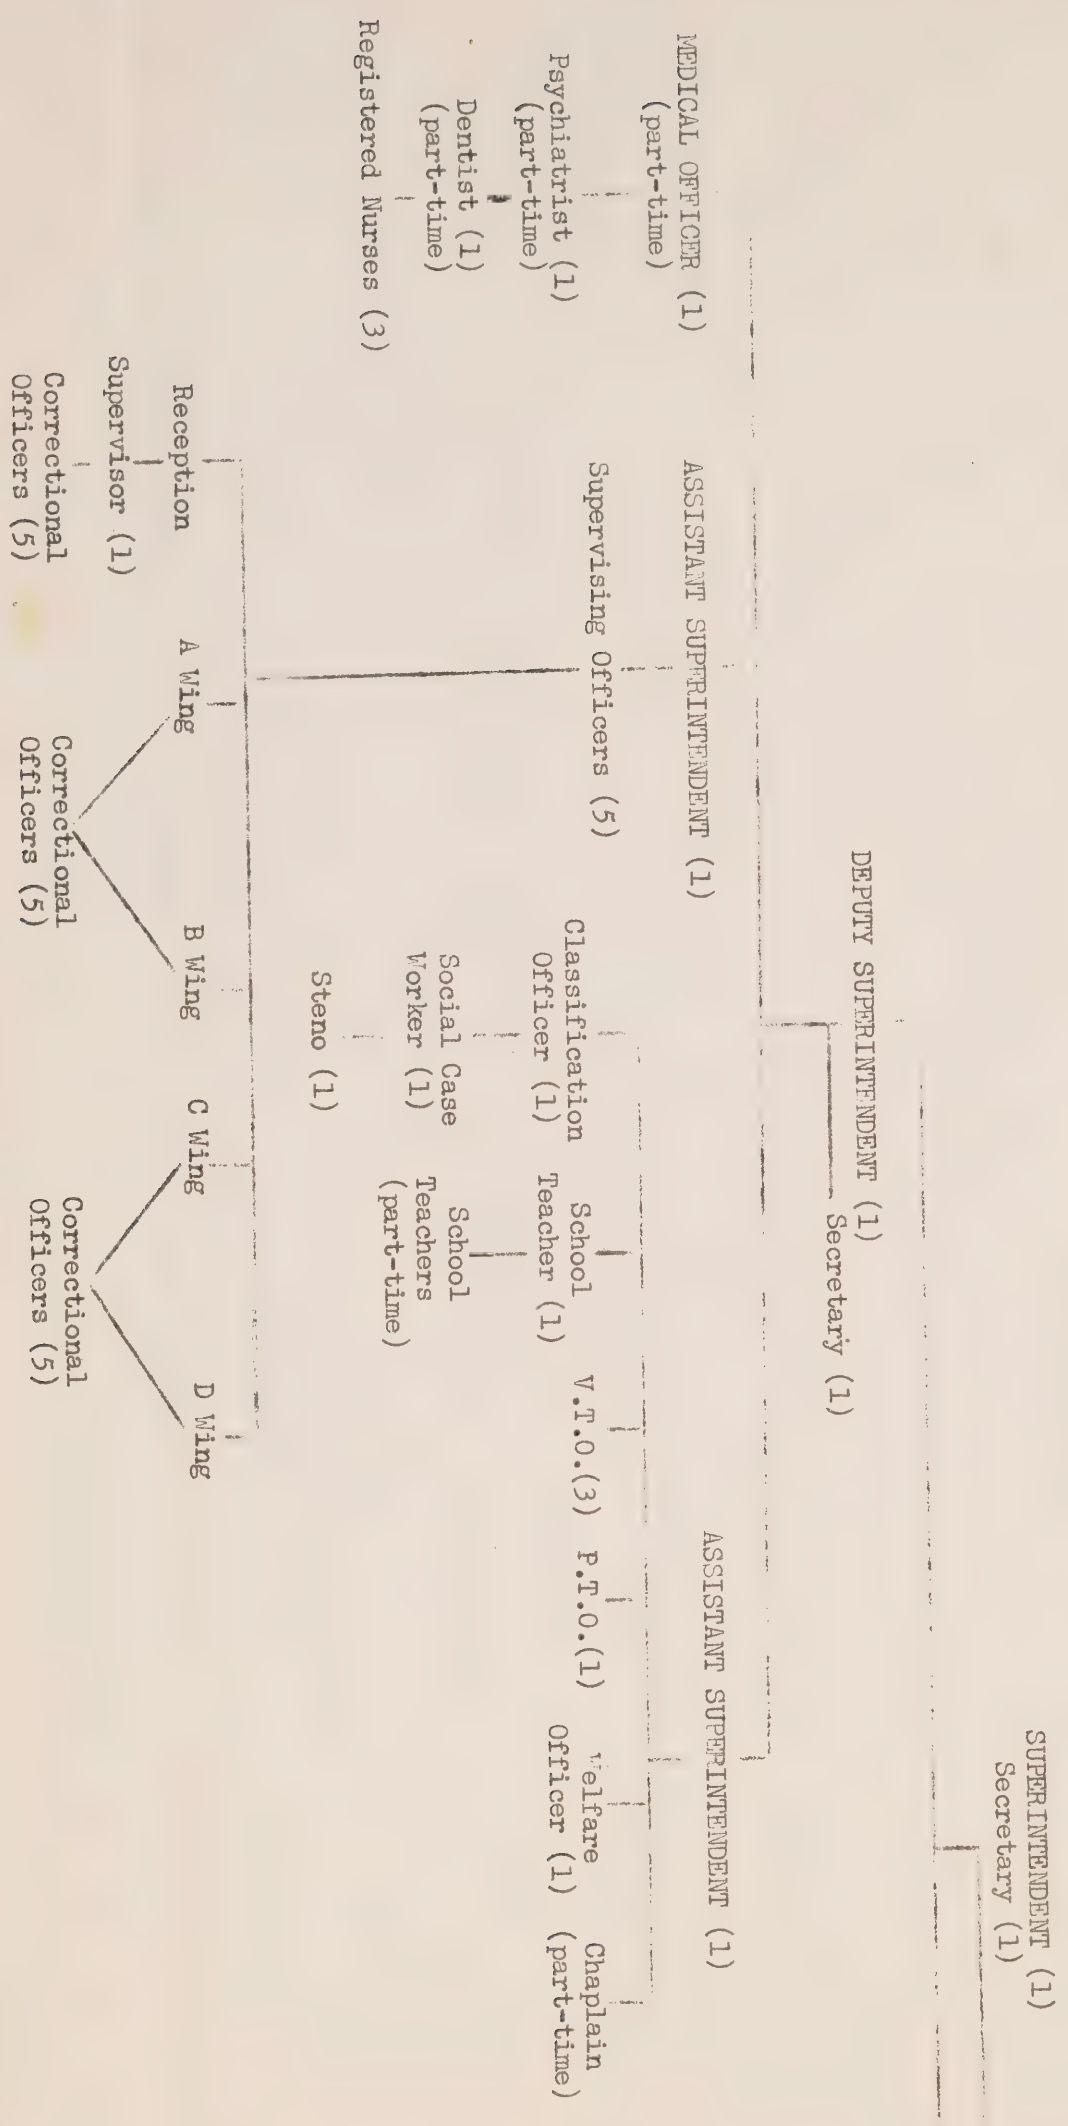 SUPERINTENDENT (1)
Secretary (1)
DEPUTY SUPERINTENDENT (1)
Secretary (1)
MEDICAL OFFICER (1)
(part-time)
Psychiatrist (1)
(part-time)
Dentist (1)
(part-time)
Registered Nurses (3)
ASSISTANT SUPERINTENDENT (1)
Supervising Officers (5)
Reception
Supervisor (1)
Correctional
Officers (5)
A Wing
B Wing
Correctional
Officers (5)
C Wing
D Wing
Correctional
Officers (5)
ASSISTANT SUPERINTENDENT (1)
Classification
Officer (1)
Social Case
Worker (1)
Steno (1)
School
Teacher (1)
School
Teachers
(part-time)
V.T.O.(3)
P.T.O.(1)
Welfare
Officer (1)
Chaplain
(part-time)